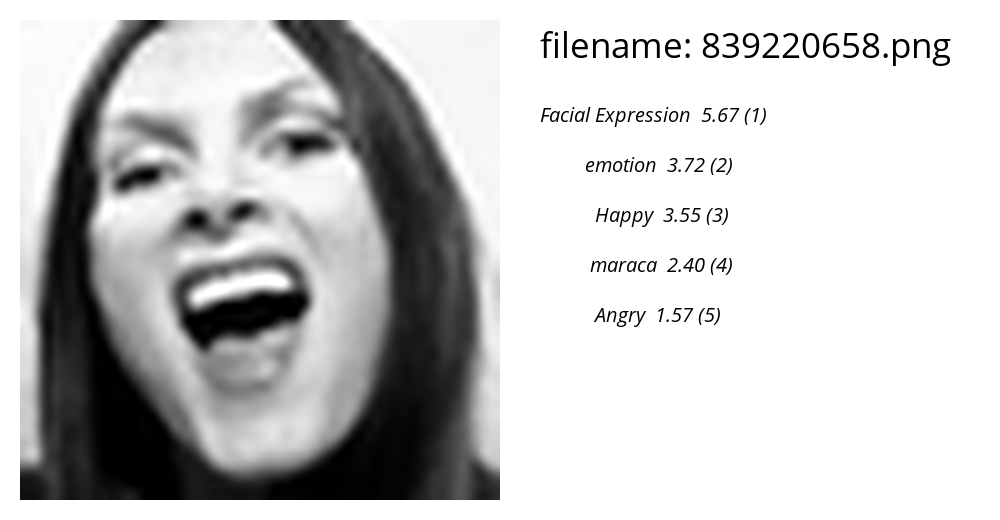 filename: 839220658.png
Facial Expression 5.67 (1)
emotion 3.72 (2)
Happy 3.55 (3)
maraca 2.40 (4)
Angry 1.57 (5)